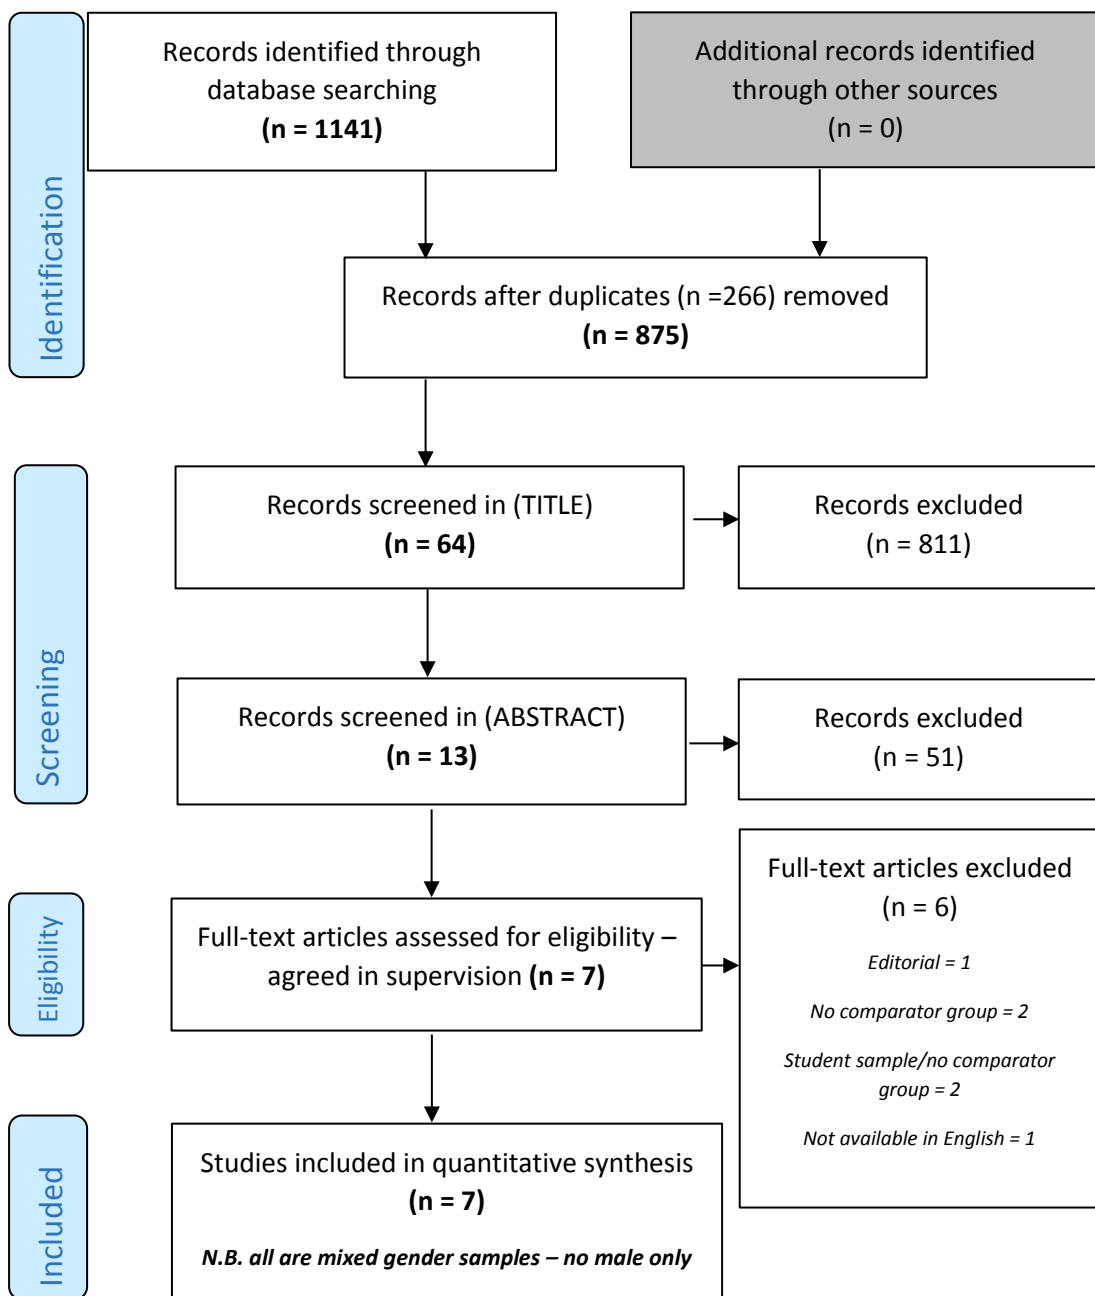 Identification
Records identified through
database searching
(n = 1141)
Additional records identified
through other sources
(n = 0)
Records after duplicates (n =266) removed
(n = 875)
Screening
Records screened in (TITLE)
(n = 64)
Records excluded
(n = 811)
Records screened in (ABSTRACT)
(n = 13)
Records excluded
(n = 51)
Eligibility
Full-text articles assessed for eligibility –
agreed in supervision (n = 7)
Full-text articles excluded
(n = 6)
Editorial = 1
No comparator group = 2
Student sample/no comparator
group = 2
Not available in English = 1
Included
Studies included in quantitative synthesis
(n = 7)
N.B. all are mixed gender samples – no male only